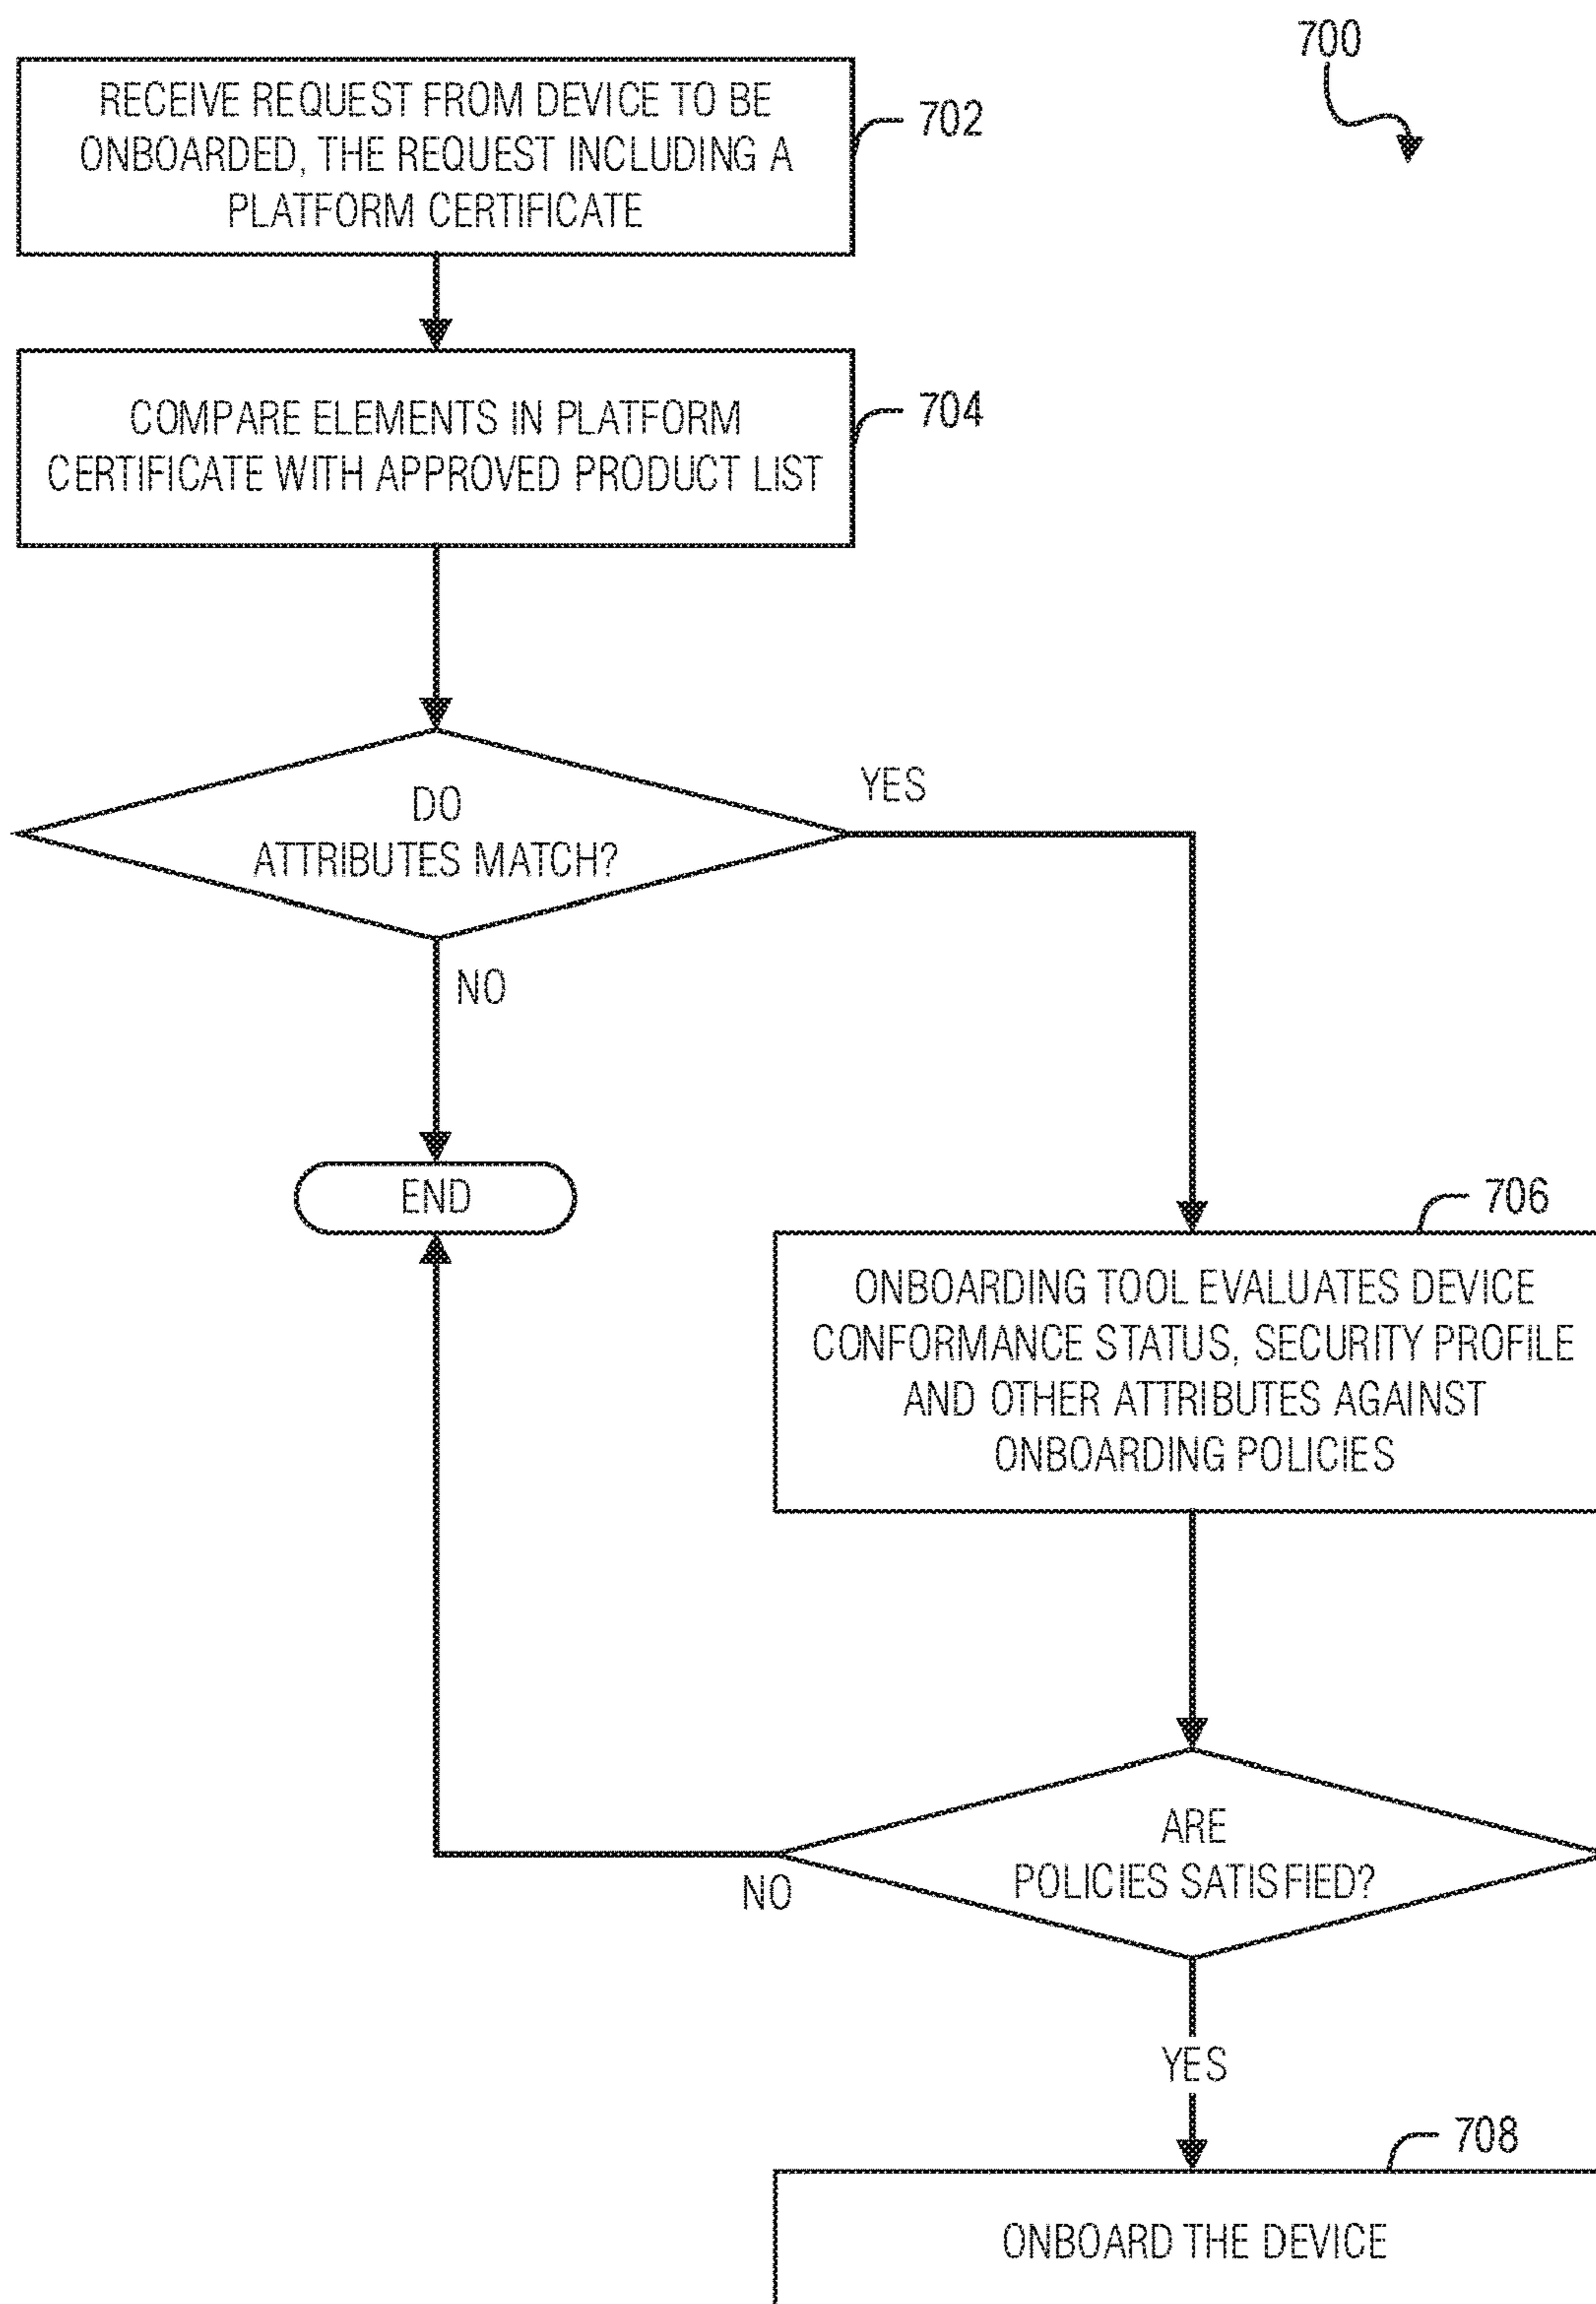 700
RECEIVE REQUEST FROM DEVICE TO BE
ONBOARDED, THE REQUEST INCLUDING A
PLATFORM CERTIFICATE
702
COMPARE ELEMENTS IN PLATFORM
CERTIFICATE WITH APPROVED PRODUCT LIST
704
DO
ATTRIBUTES MATCH?
YES
NO
END
706
ONBOARDING TOOL EVALUATES DEVICE
CONFORMANCE STATUS, SECURITY PROFILE
AND OTHER ATTRIBUTES AGAINST
ONBOARDING POLICIES
ARE
POLICIES SATISFIED?
NO
YES
708
ONBOARD THE DEVICE